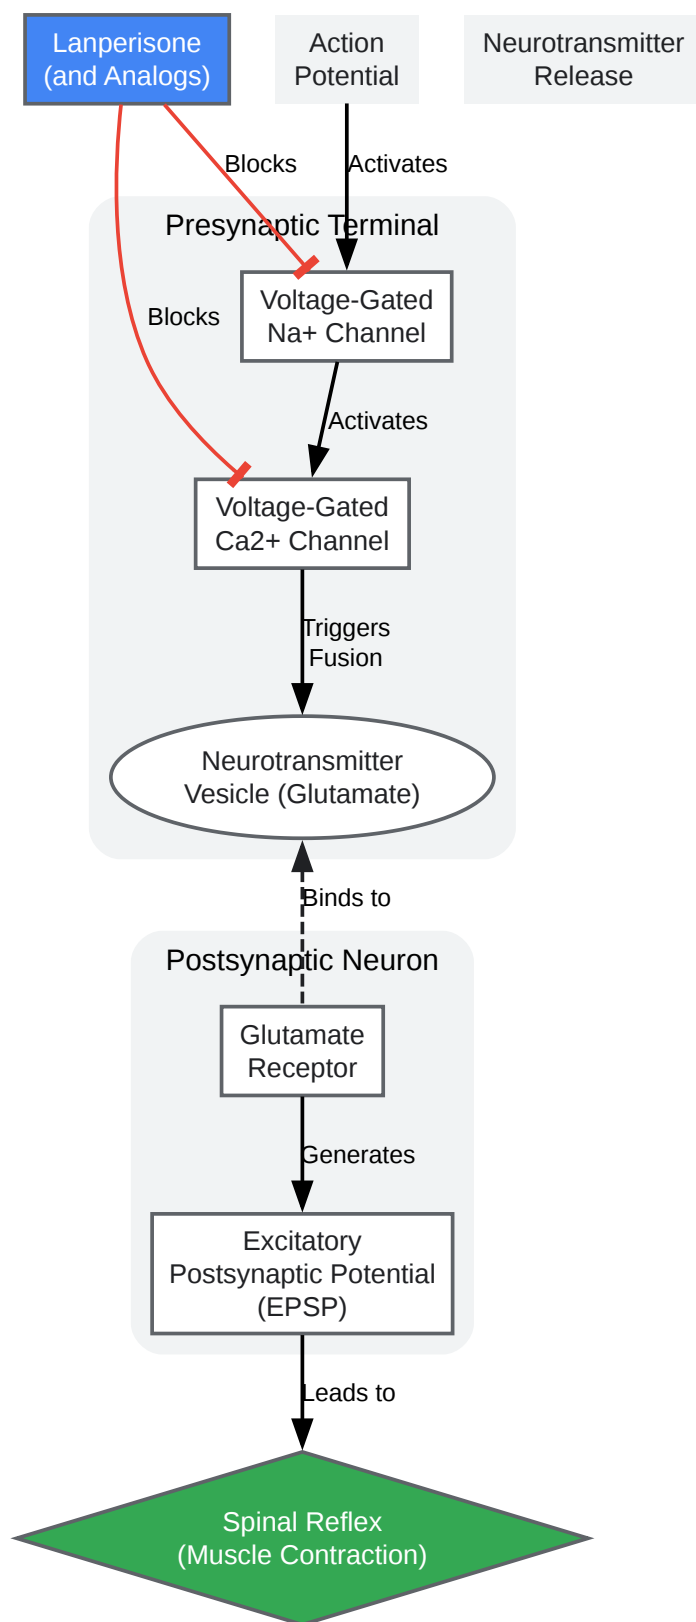 Lanperisone
(and Analogs)
Action
Potential
Neurotransmitter
Release
Blocks
Activates
Presynaptic Terminal
Voltage-Gated
Na+ Channel
Blocks
Activates
Voltage-Gated
Ca2+ Channel
Triggers
Fusion
Neurotransmitter
Vesicle (Glutamate)
Binds to
Postsynaptic Neuron
Glutamate
Receptor
Generates
Excitatory
Postsynaptic Potential
(EPSP)
Leads to
Spinal Reflex
(Muscle Contraction)